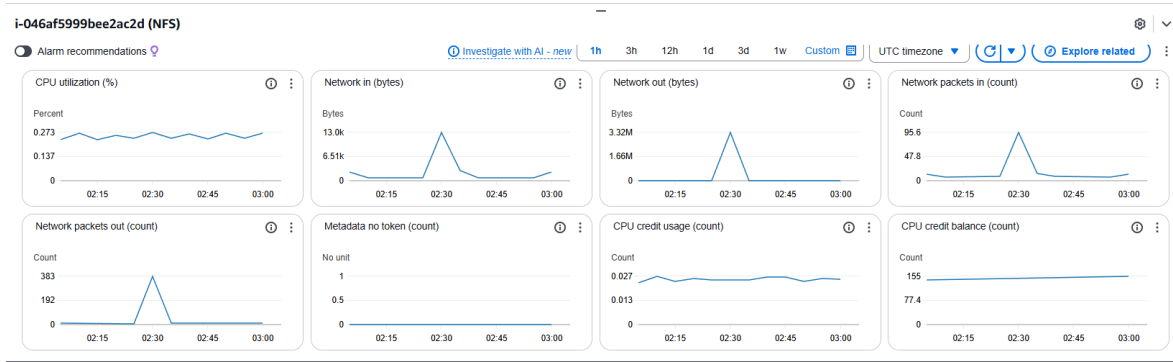 i-046af5999bee2ac2d (NFS)
Alarm recommendations
Investigate with AI - new
1h 3h 12h 1d 3d 1w Custom
UTC timezone
Explore related
CPU utilization (%)
Percent
0.273
0.137
0
02:15 02:30 02:45 03:00
Network in (bytes)
Bytes
13.0k
6.51k
0
02:15 02:30 02:45 03:00
Network out (bytes)
Bytes
3.32M
1.66M
0
02:15 02:30 02:45 03:00
Network packets in (count)
Count
95.6
47.8
0
02:15 02:30 02:45 03:00
Network packets out (count)
Count
383
192
0
02:15 02:30 02:45 03:00
Metadata no token (count)
No unit
1
0.5
0
02:15 02:30 02:45 03:00
CPU credit usage (count)
Count
0.027
0.013
0
02:15 02:30 02:45 03:00
CPU credit balance (count)
Count
155
77.4
0
02:15 02:30 02:45 03:00